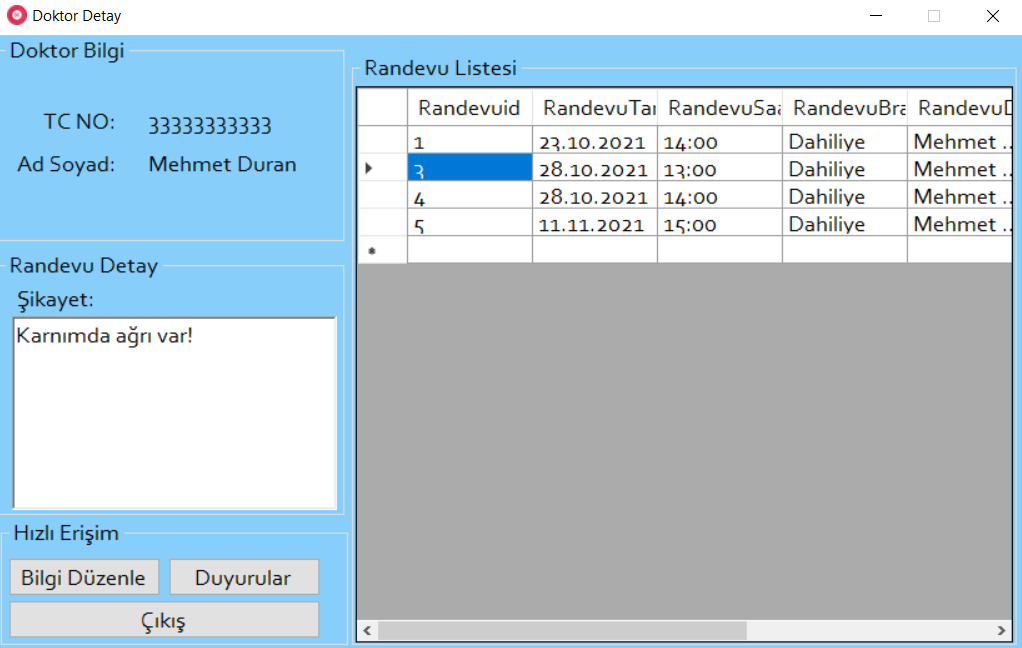 Doktor Detay
Doktor Bilgi
TC NO: 33333333333
Ad Soyad: Mehmet Duran
Randevu Detay
Şikayet:
Karnımda ağrı var!
Hızlı Erişim
Bilgi Düzenle Duyurular
Çıkış
Randevu Listesi
Randevuid RandevuTar RandevuSaa RandevuBra RandevuD
1 23.10.2021 14:00 Dahiliye Mehmet ..
3 28.10.2021 13:00 Dahiliye Mehmet ..
4 28.10.2021 14:00 Dahiliye Mehmet ..
5 11.11.2021 15:00 Dahiliye Mehmet ..